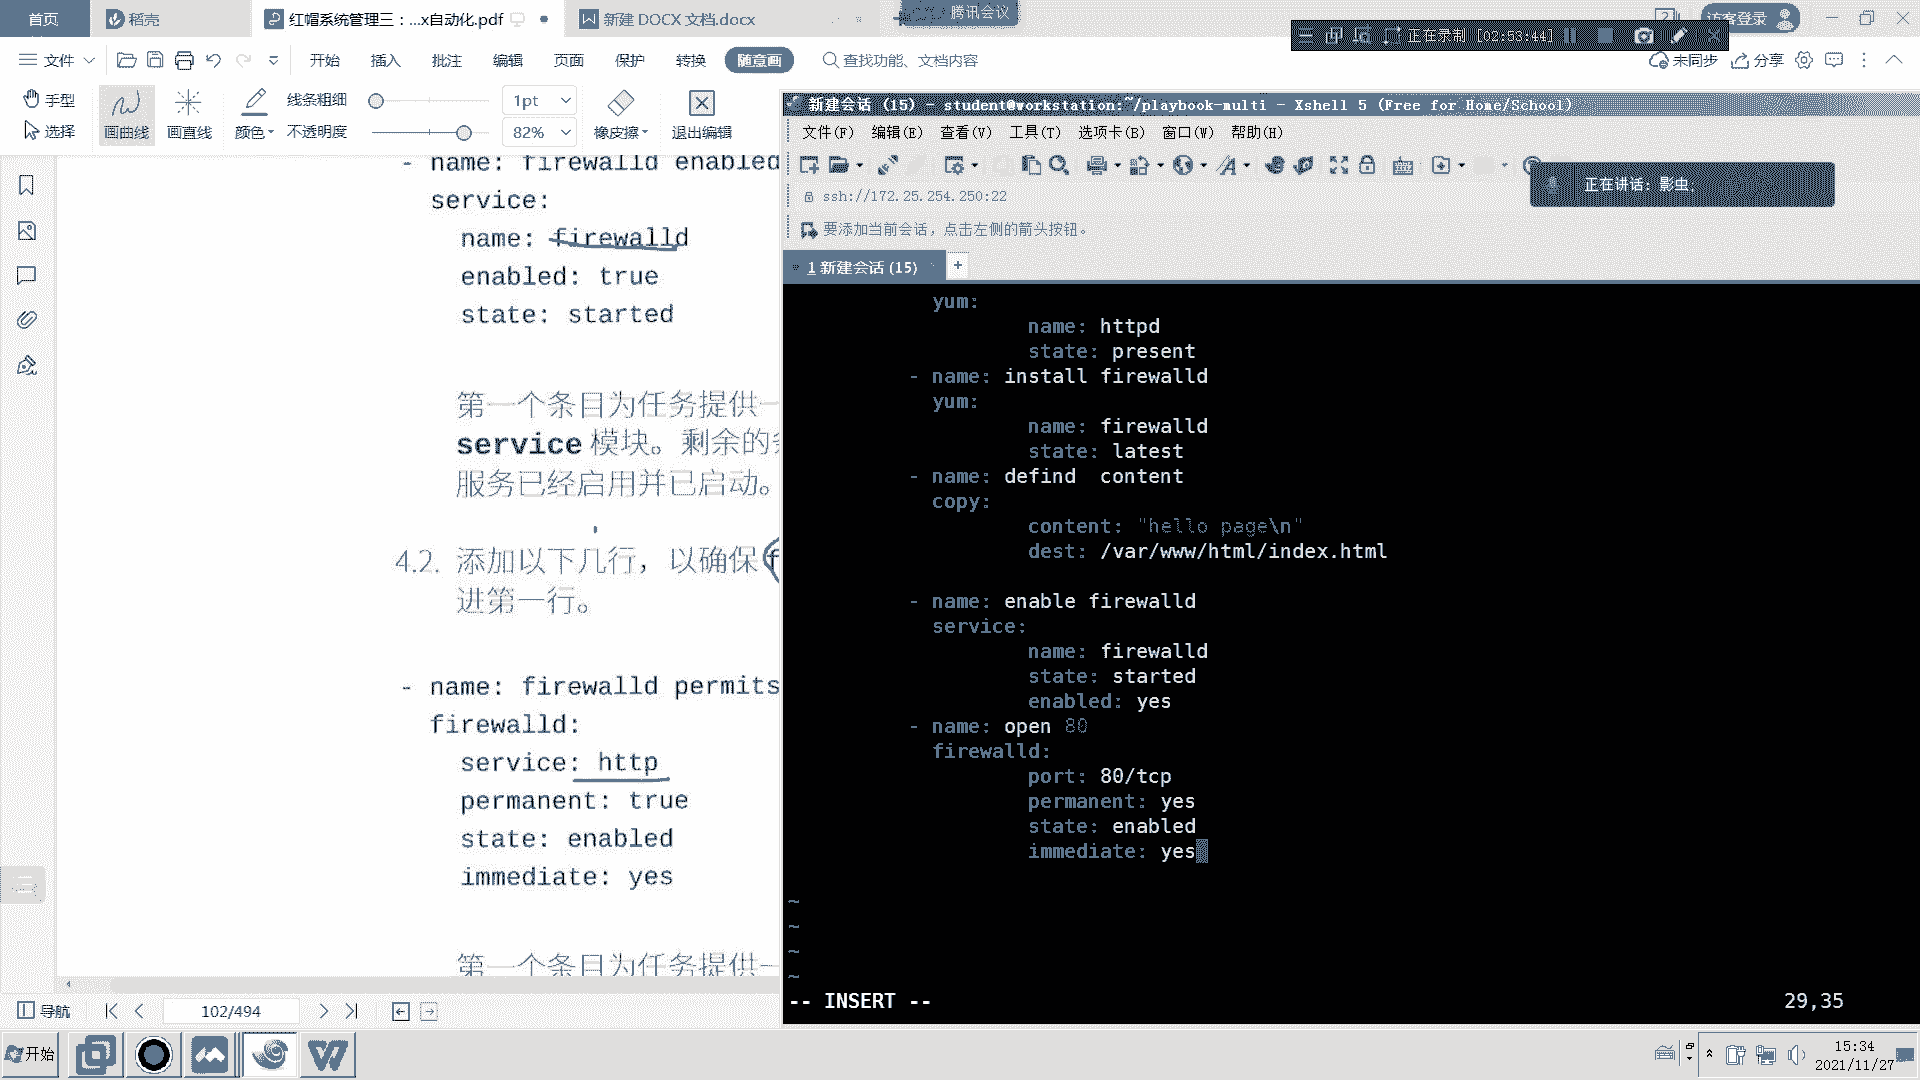 首页
稻壳
红帽系统管理三：...x自动化.pdf
新建 DOCX 文档.docx
腾讯会议
访客登录
正在录制 [02:53:44]
文件
开始
插入
批注
编辑
页面
保护
转换
随意画
查找功能、文档内容
未同步
分享
手型
选择
画曲线
画直线
颜色
线条粗细
不透明度
1pt
82%
橡皮擦
退出编辑
- name: firewalld enabled
service:
name: firewalld
enabled: true
state: started
第一个条目为任务提供一
service 模块。剩余的
服务已经启用并已启动。
4.2. 添加以下几行，以确保 f
进第一行。
- name: firewalld permits
firewalld:
service: http
permanent: true
state: enabled
immediate: yes
第一个条目为任务提供一
导航
102/494
新建会话 (15) - student@workstation:~/playbook-multi - Xshell 5 (Free for Home/School)
文件(F)
编辑(E)
查看(V)
工具(T)
选项卡(B)
窗口(W)
帮助(H)
ssh://172.25.254.250:22
正在讲话: 影虫;
要添加当前会话，点击左侧的箭头按钮。
1 新建会话 (15)
yum:
name: httpd
state: present
- name: install firewalld
yum:
name: firewalld
state: latest
- name: defind  content
copy:
content: "hello page\n"
dest: /var/www/html/index.html
- name: enable firewalld
service:
name: firewalld
state: started
enabled: yes
- name: open 80
firewalld:
port: 80/tcp
permanent: yes
state: enabled
immediate: yes
~
~
~
~
-- INSERT --
29,35
开始
15:34
2021/11/27